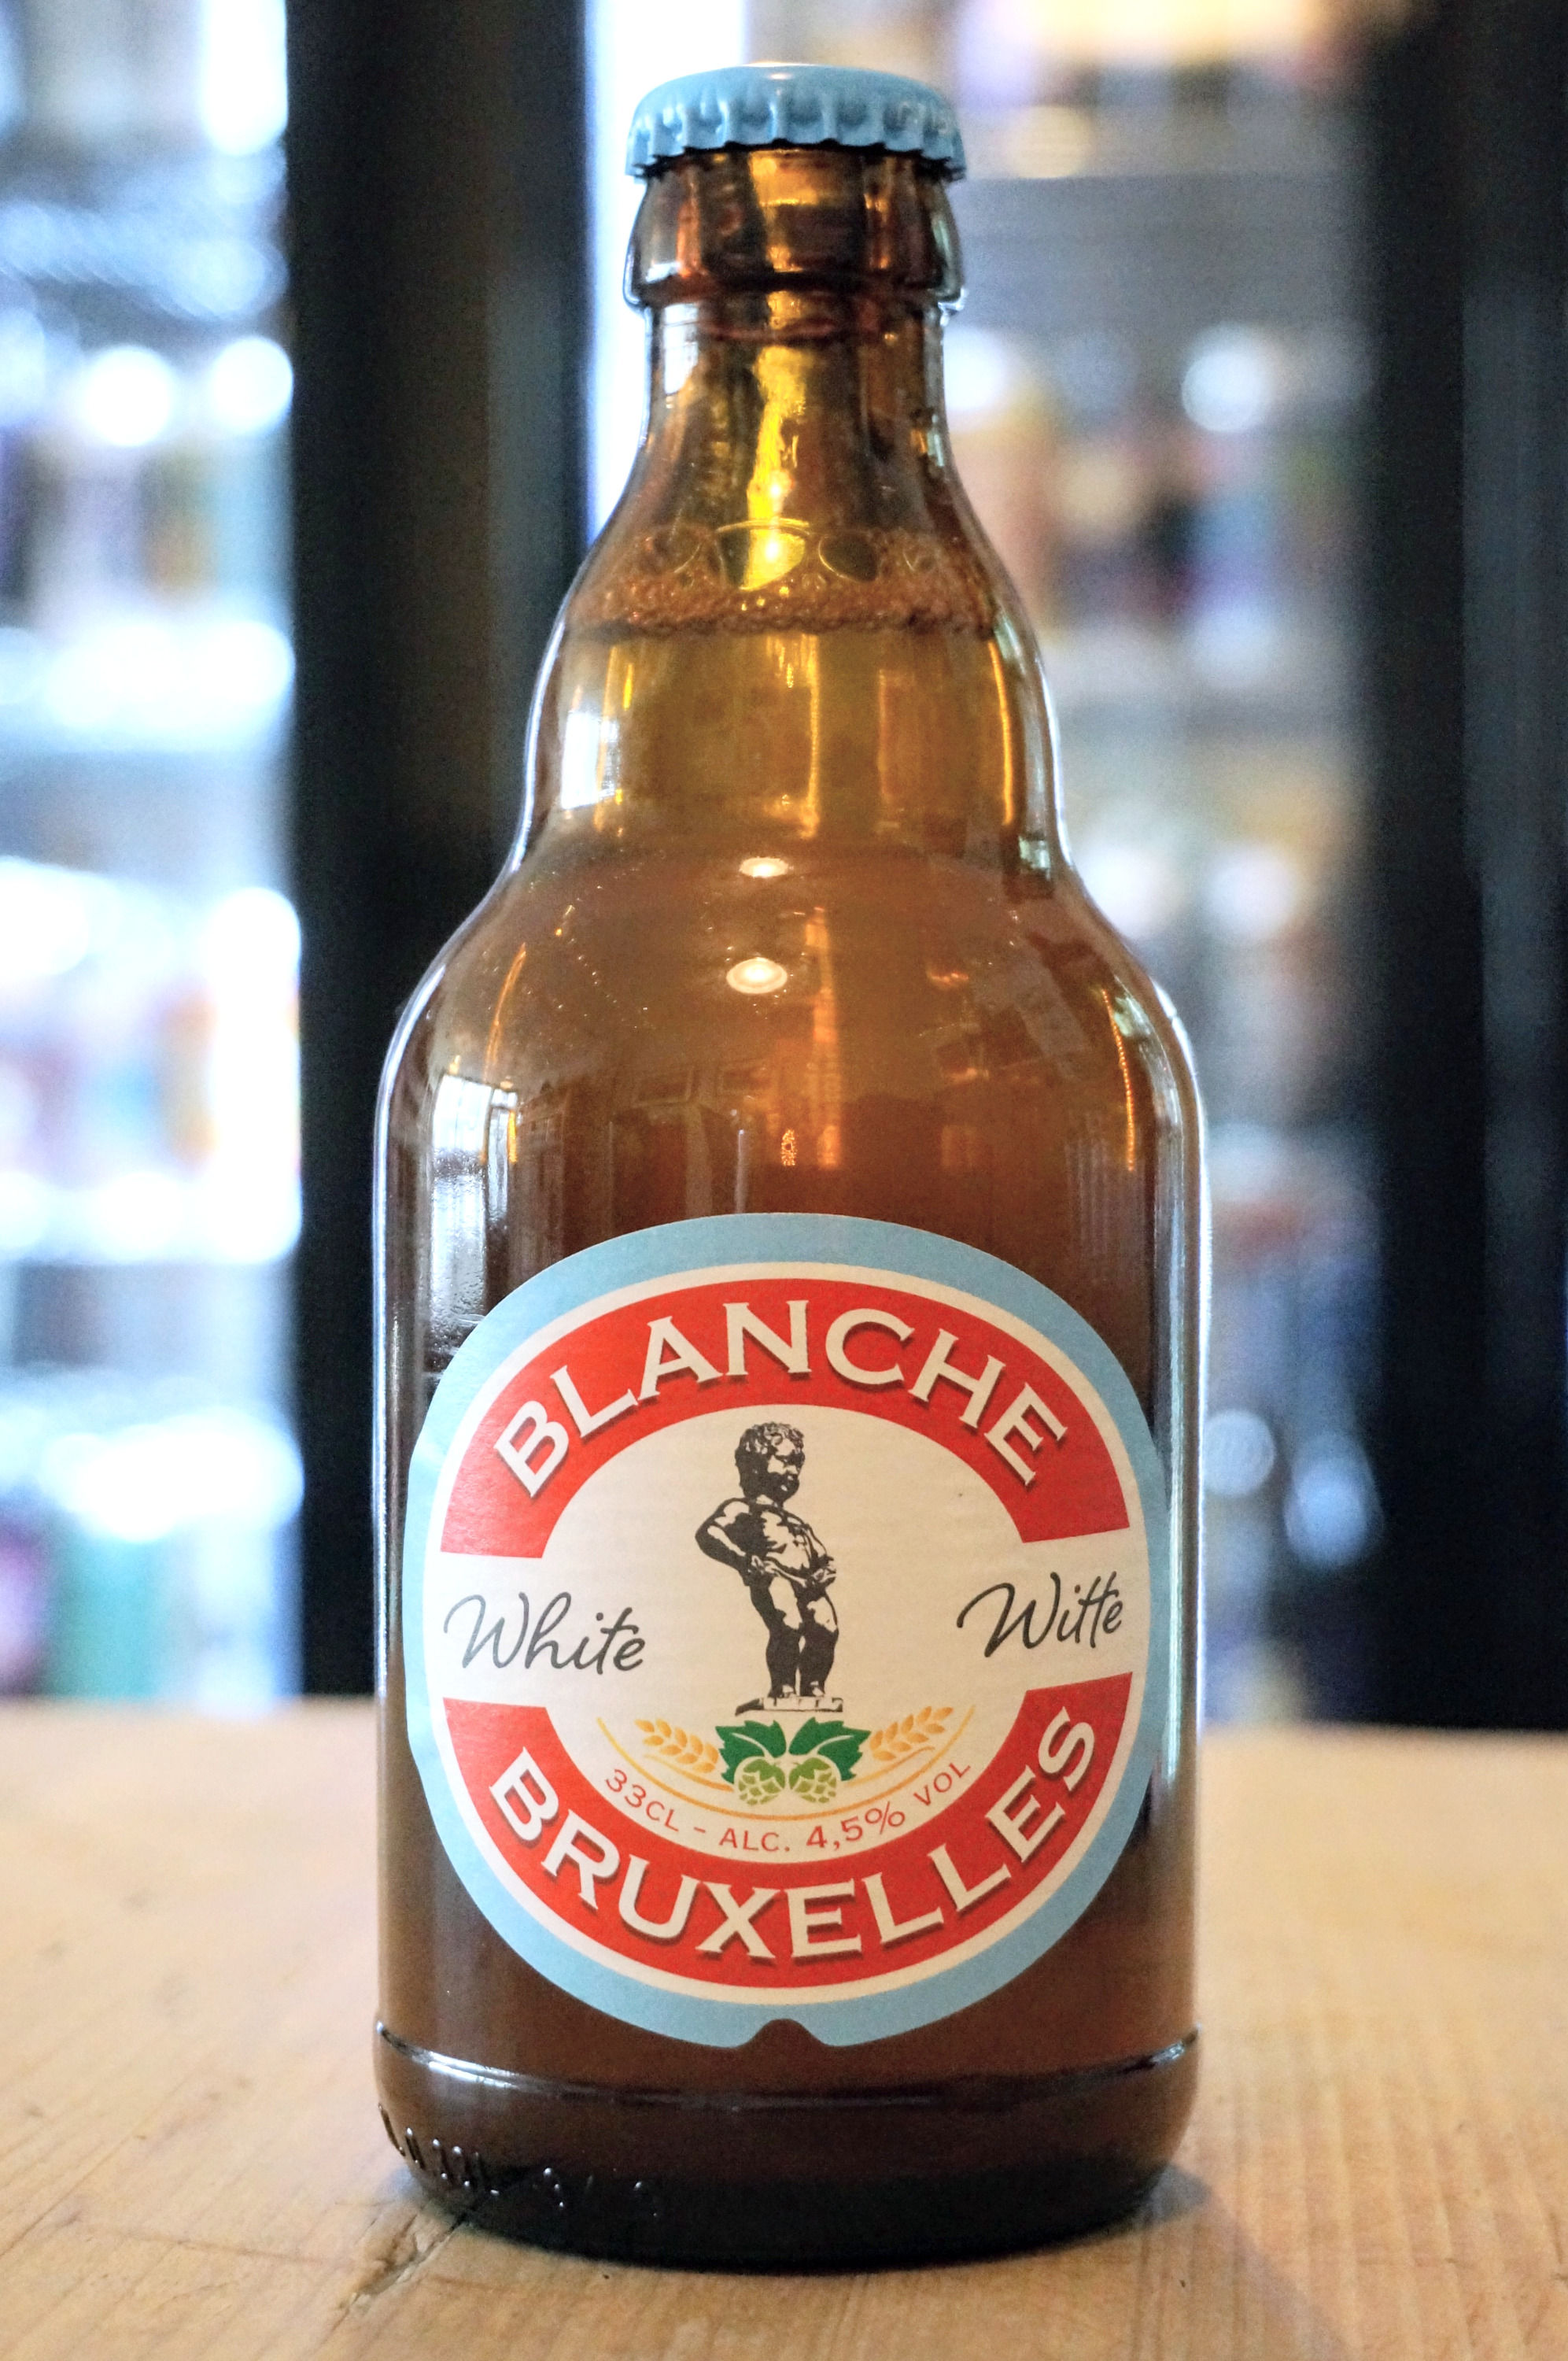 BLANCHE
White
Witte
33CL - ALC. 4,5% VOL
BRUXELLES